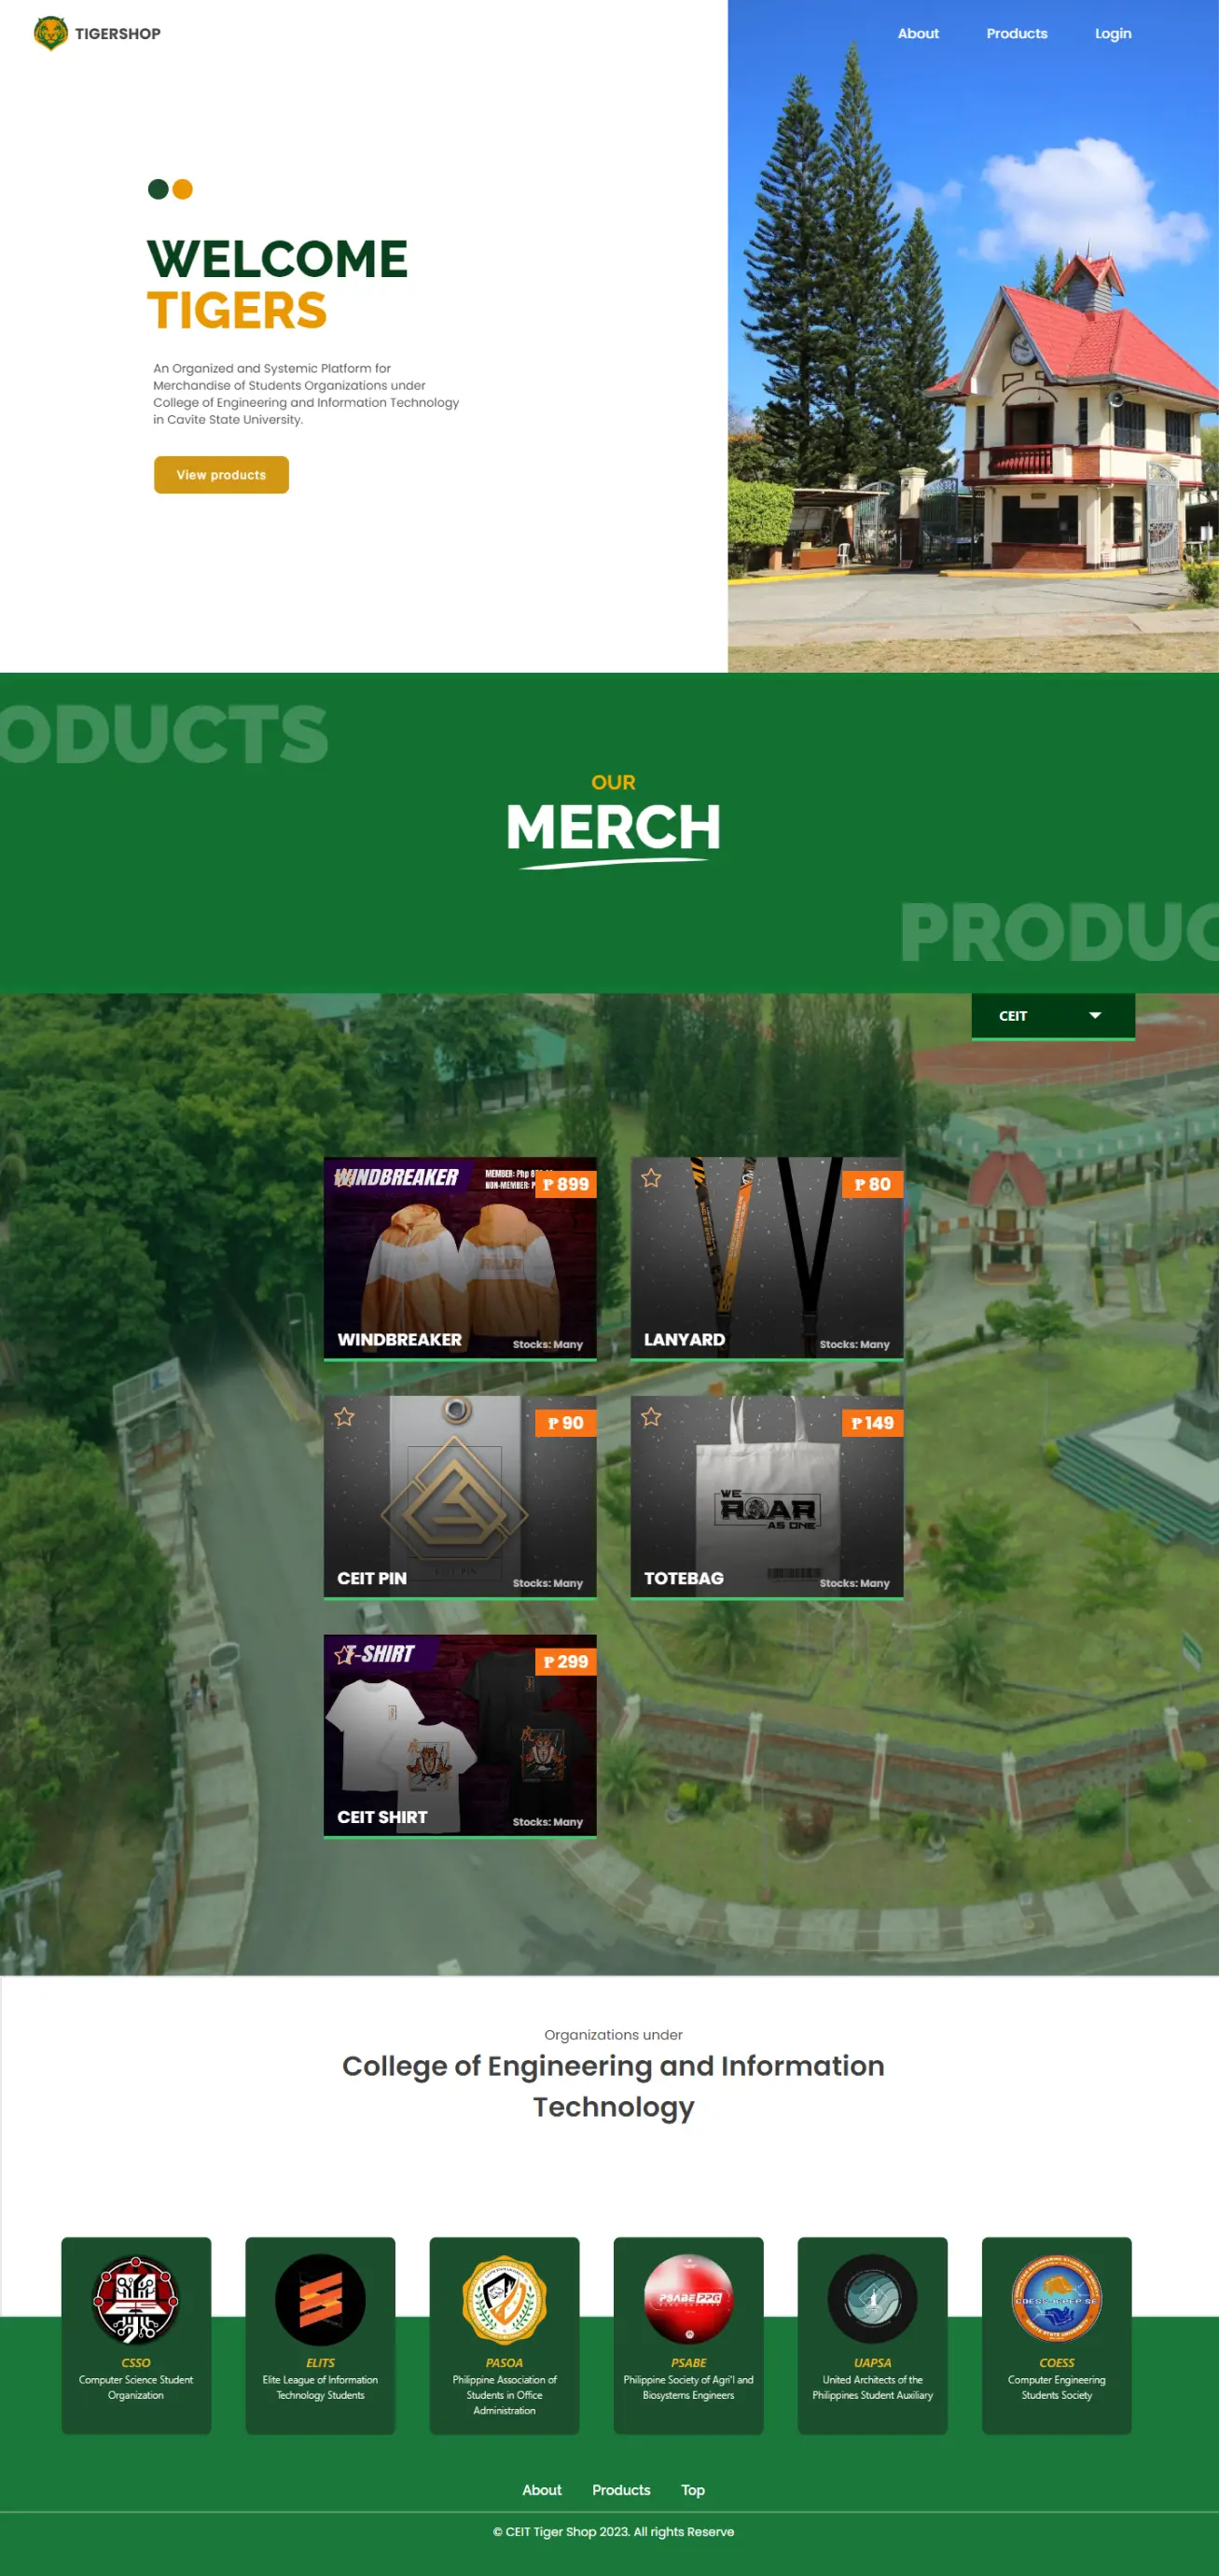 TIGERSHOP
About Products Login
WELCOME
TIGERS
An Organized and Systemic Platform for
Merchandise of Students Organizations under
College of Engineering and Information Technology
in Cavite State University.
View products
ODUCTS
OUR
MERCH
PRODUC
CEIT
WINDBREAKER
MEMBER: Php
NON-MEMBER:
₱ 899
ROAR
WINDBREAKER
Stocks: Many
₱ 80
LANYARD
Stocks: Many
₱ 90
CEIT PIN
CEIT PIN
Stocks: Many
₱ 149
WE
ROAR
AS ONE
TOTEBAG
Stocks: Many
T-SHIRT
₱ 299
CEIT SHIRT
Stocks: Many
Organizations under
College of Engineering and Information
Technology
CSSO
Computer Science Student
Organization
ELITS
Elite League of Information
Technology Students
PASOA
Philippine Association of
Students in Office
Administration
PSABE PPG
PSABE
Philippine Society of Agri'l and
Biosystems Engineers
UAPSA
United Architects of the
Philippines Student Auxiliary
COESS
Computer Engineering
Students Society
About Products Top
© CEIT Tiger Shop 2023. All rights Reserve